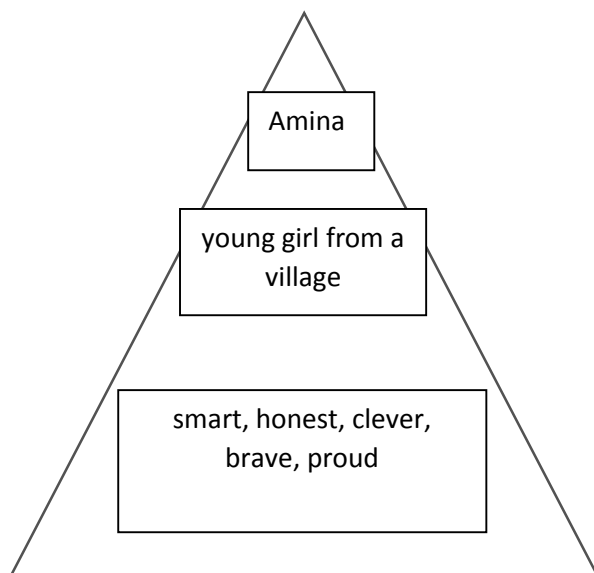 Amina
young girl from a
village
smart, honest, clever,
brave, proud